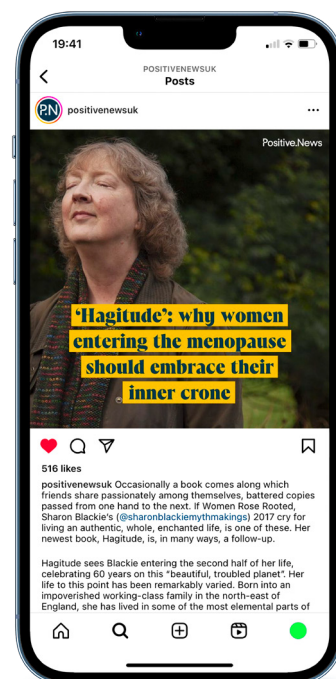 19:41
POSITIVENEWSUK
Posts
P.N
positivenewsuk
Positive.News
‘Hagitude’: why women
entering the menopause
should embrace their
inner crone
516 likes
positivenewsuk Occasionally a book comes along which
friends share passionately among themselves, battered copies
passed from one hand to the next. If Women Rose Rooted,
Sharon Blackie's (@sharonblackiemythmakings) 2017 cry for
living an authentic, whole, enchanted life, is one of these. Her
newest book, Hagitude, is, in many ways, a follow-up.
Hagitude sees Blackie entering the second half of her life,
celebrating 60 years on this “beautiful, troubled planet”. Her
life to this point has been remarkably varied. Born into an
impoverished working-class family in the north-east of
England, she has lived in some of the most elemental parts of